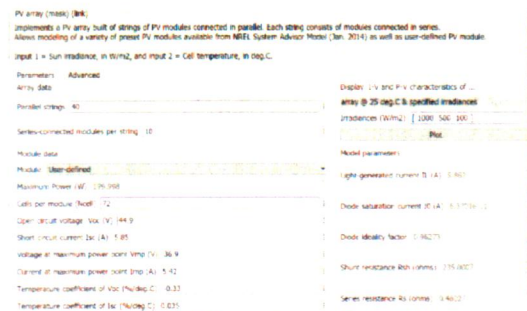 PV array (mask) (link)
Implements a PV array built of strings of PV modules connected in parallel. Each string consists of modules connected in series.
Allows modeling of a variety of preset PV modules available from NREL System Advisor Model (Jan. 2014) as well as user-defined PV module.
Input 1 = Sun irradiance, in W/m2, and input 2 = Cell temperature, in deg.C.
Parameters Advanced
Array data
Parallel strings 40
Series-connected modules per string 10
Module data
Module: User-defined
Maximum Power (W)
Cells per module (Ncell) 72
Open circuit voltage Voc (V) 44.9
Short circuit current Isc (A) 5.85
Voltage at maximum power point Vmp (V) 36.9
Current at maximum power point Imp (A) 5.42
Temperature coefficient of Voc (%/deg.C) -0.33
Temperature coefficient of Isc (%/deg.C) 0.035
Display I-V and P-V characteristics of ...
array @ 25 deg.C & specified irradiances
Irradiances (W/m2) [ 1000 500 100 ]
Plot
Model parameters
Light-generated current IL (A)
Diode saturation current I0 (A)
Diode ideality factor
Shunt resistance Rsh (ohms)
Series resistance Rs (ohms)